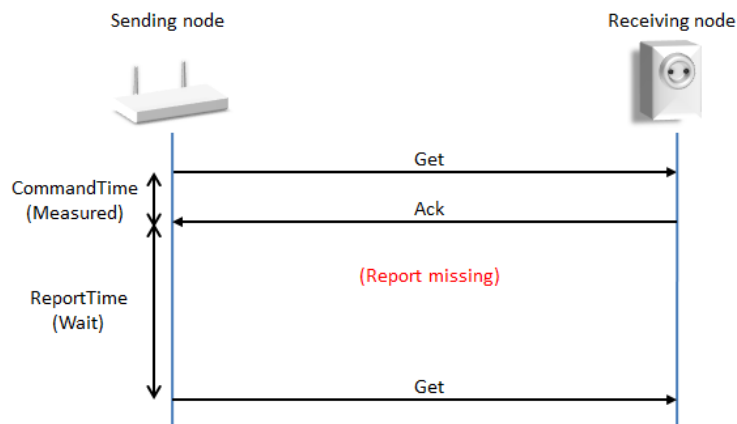 Sending node
Receiving node
Get
CommandTime
(Measured)
Ack
(Report missing)
ReportTime
(Wait)
Get